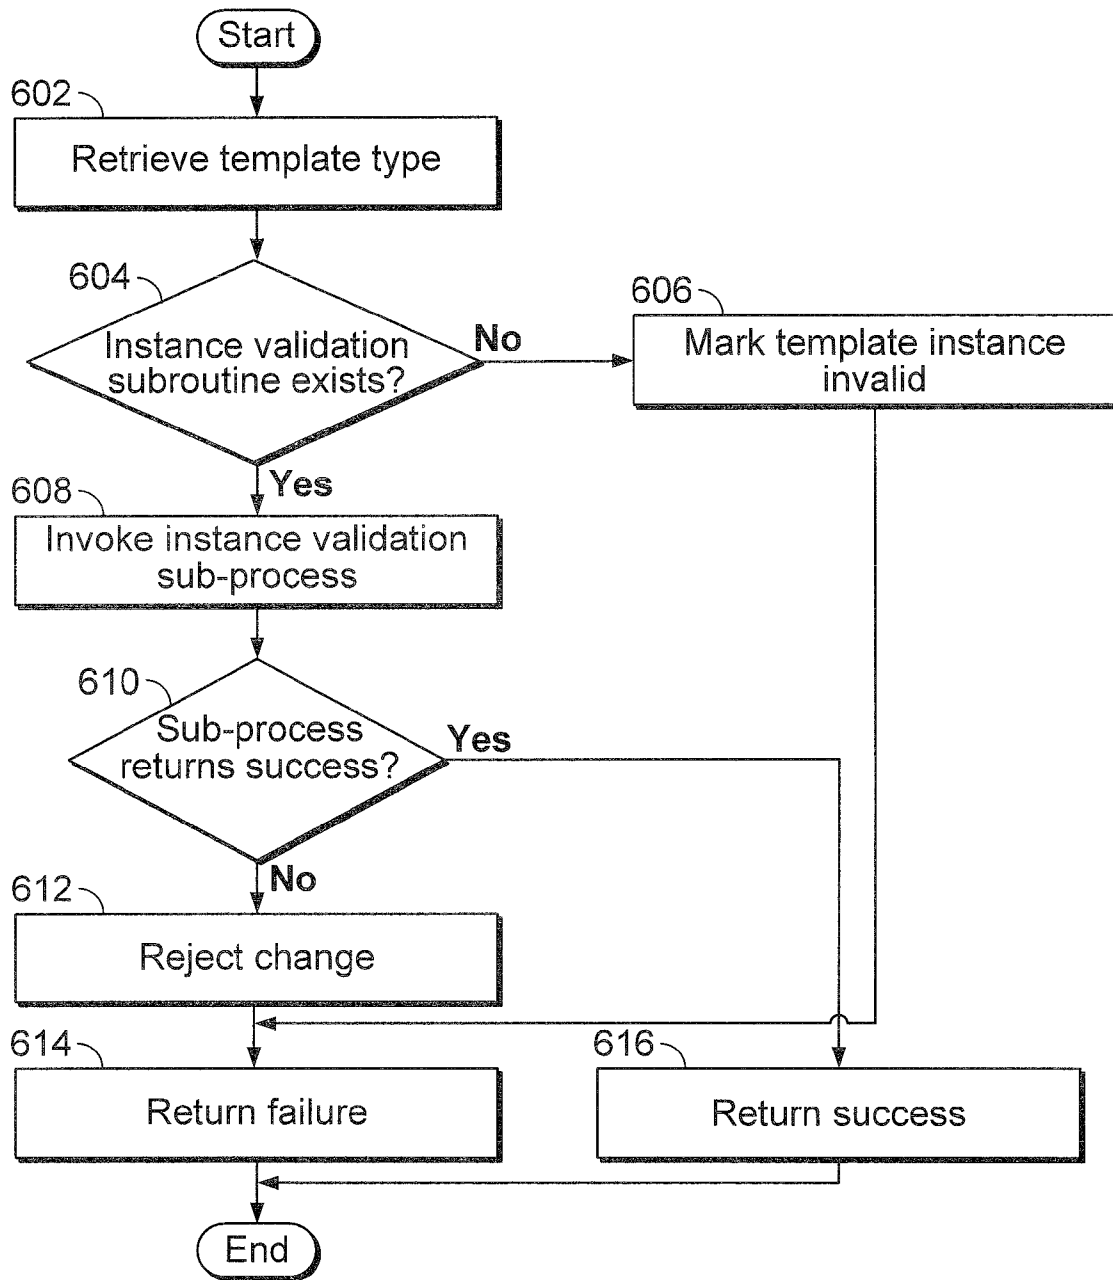 Start
602
Retrieve template type
604
Instance validation
subroutine exists?
No
606
Mark template instance
invalid
Yes
608
Invoke instance validation
sub-process
610
Sub-process
returns success?
Yes
No
612
Reject change
614
Return failure
616
Return success
End